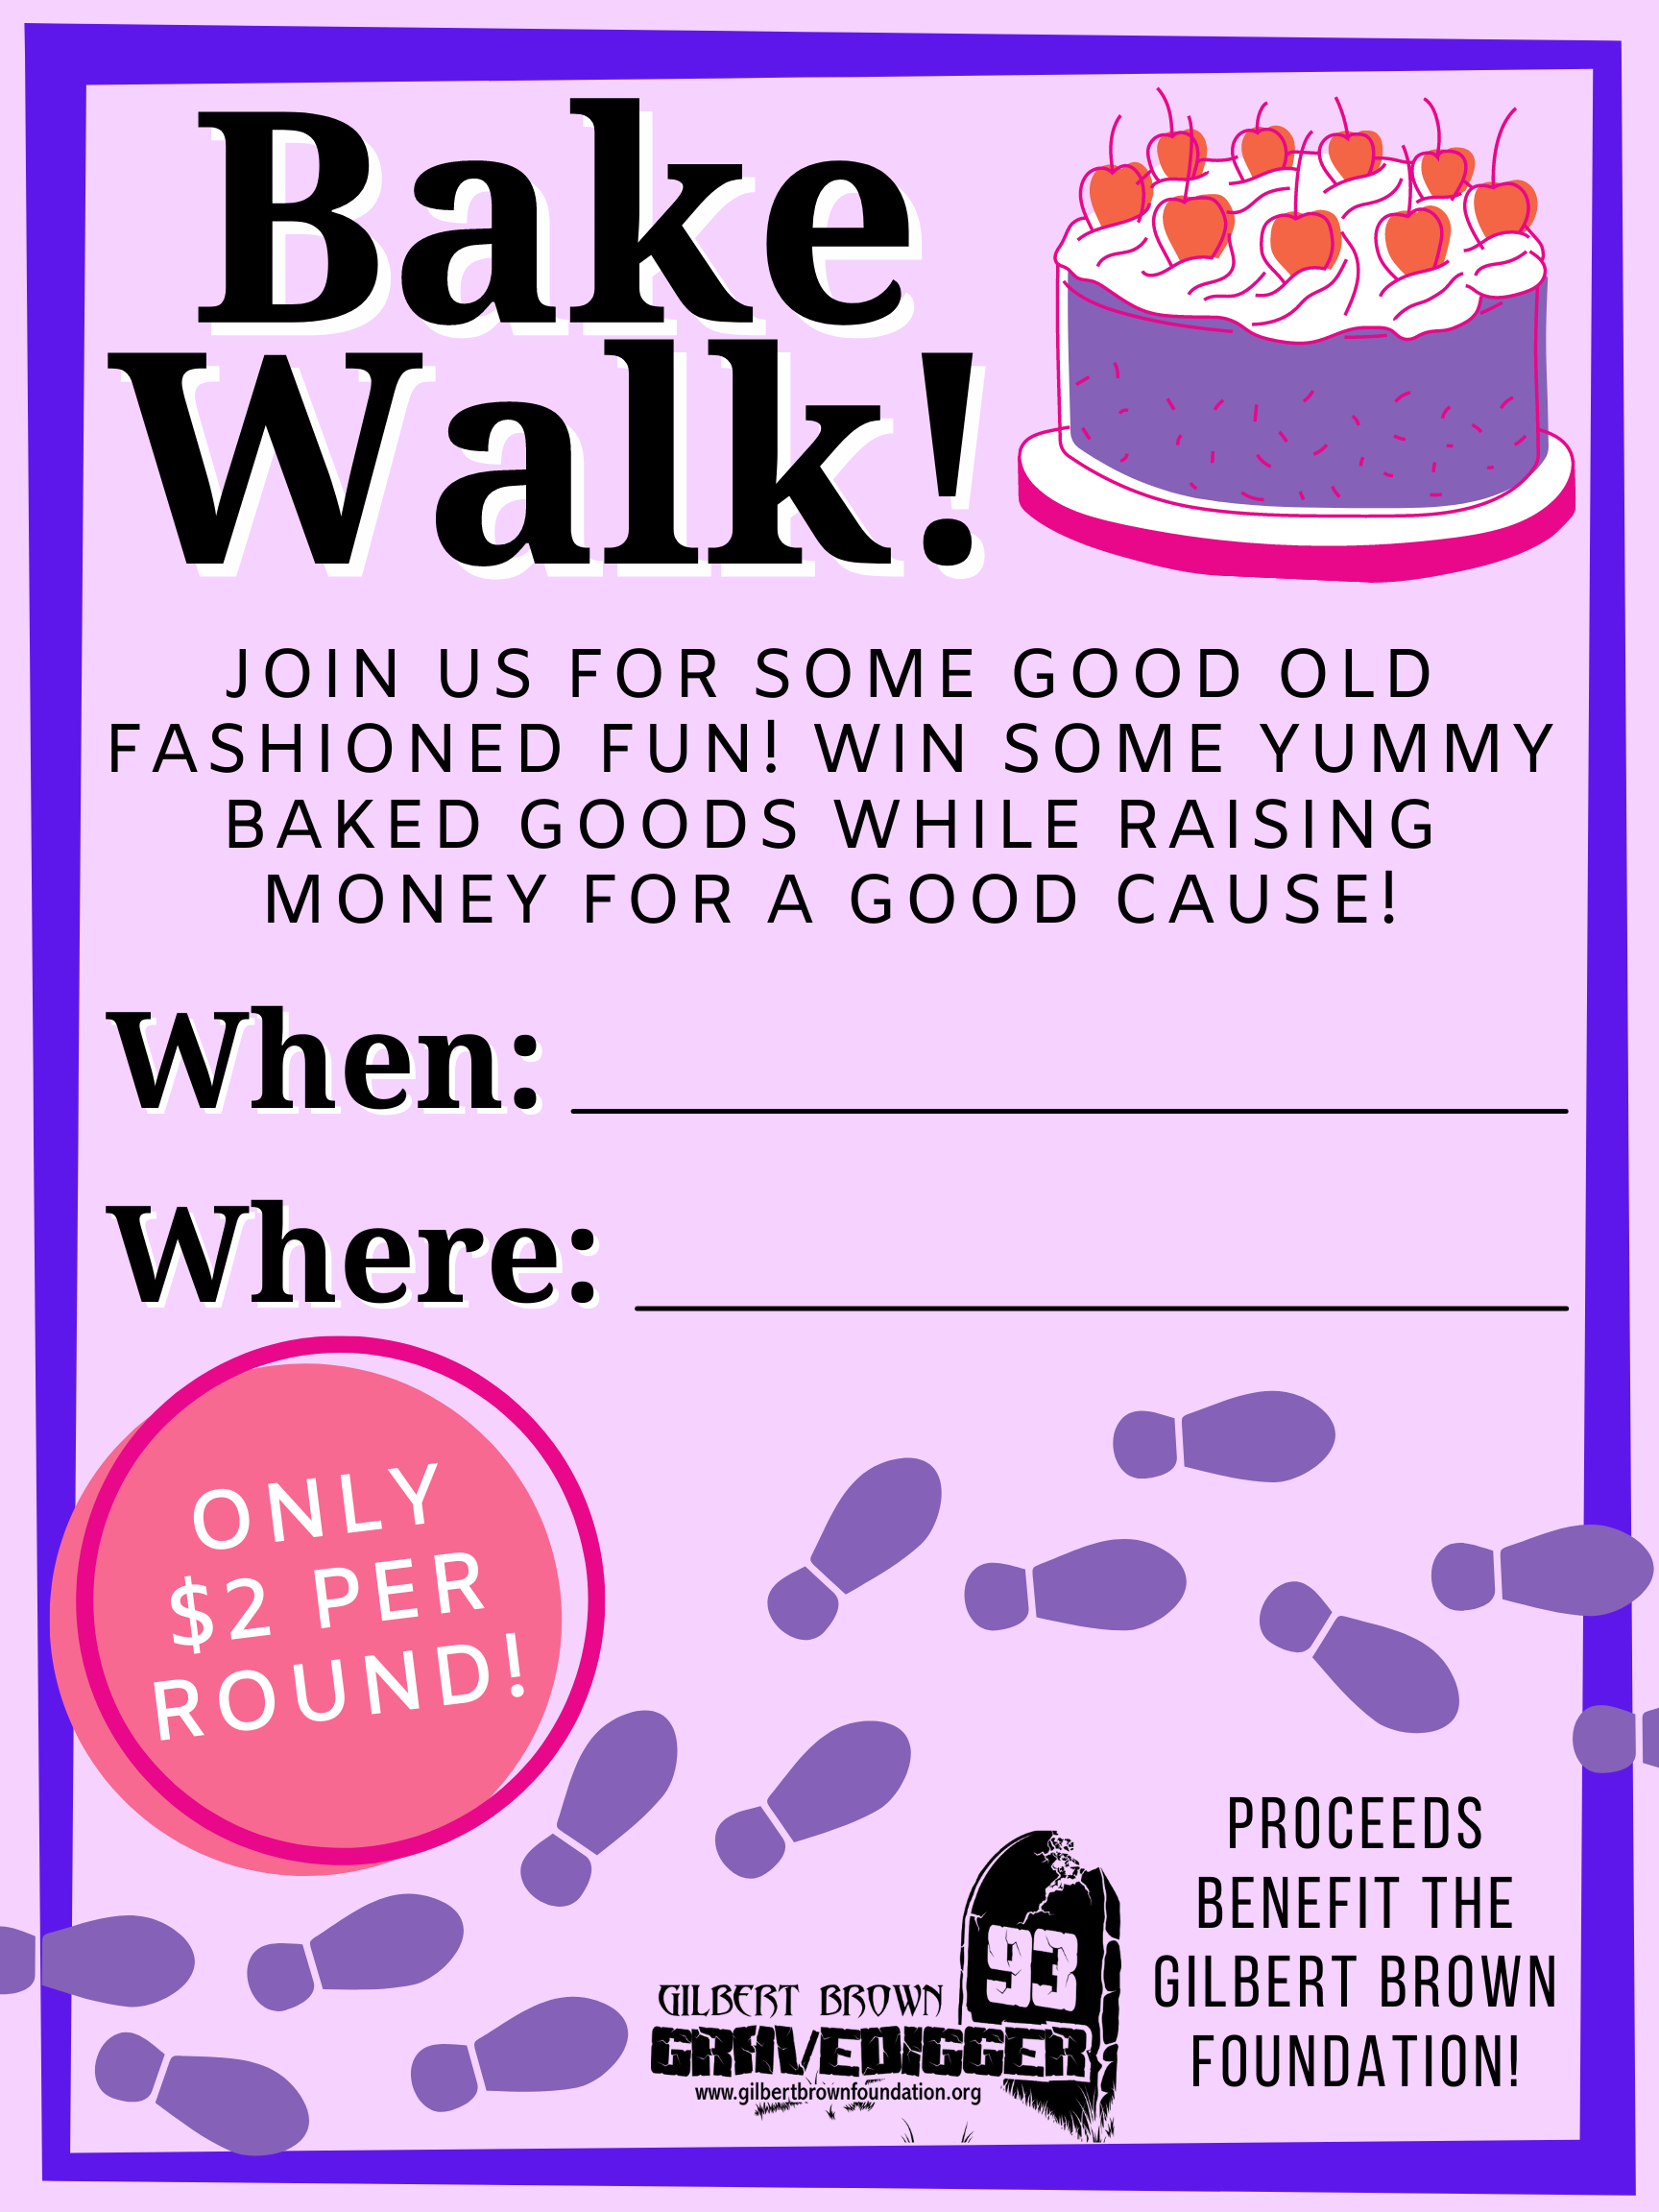 Bake
Walk!
JOIN US FOR SOME GOOD OLD
FASHIONED FUN! WIN SOME YUMMY
BAKED GOODS WHILE RAISING
MONEY FOR A GOOD CAUSE!
When:
Where:
ONLY
$2 PER
ROUND!
PROCEEDS
BENEFIT THE
GILBERT BROWN
FOUNDATION!
93
GILBERT BROWN
GRAVEDIGGER
www.gilbertbrownfoundation.org